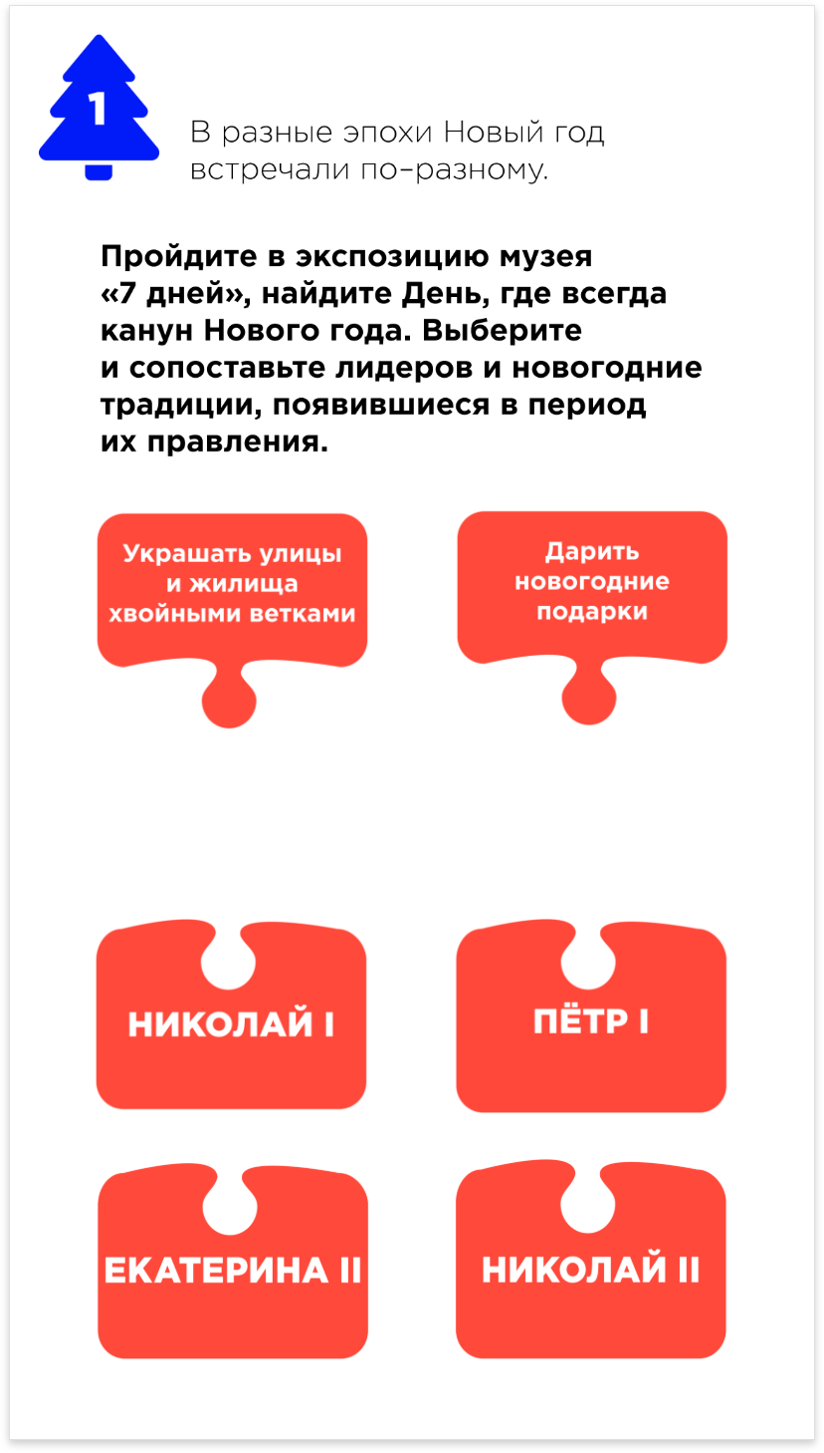 1
В разные эпохи Новый год
встречали по–разному.
Пройдите в экспозицию музея
«7 дней», найдите День, где всегда
канун Нового года. Выберите
и сопоставьте лидеров и новогодние
традиции, появившиеся в период
их правления.
Украшать улицы
и жилища
хвойными ветками
Дарить
новогодние
подарки
НИКОЛАЙ I
ПЁТР I
ЕКАТЕРИНА II
НИКОЛАЙ II